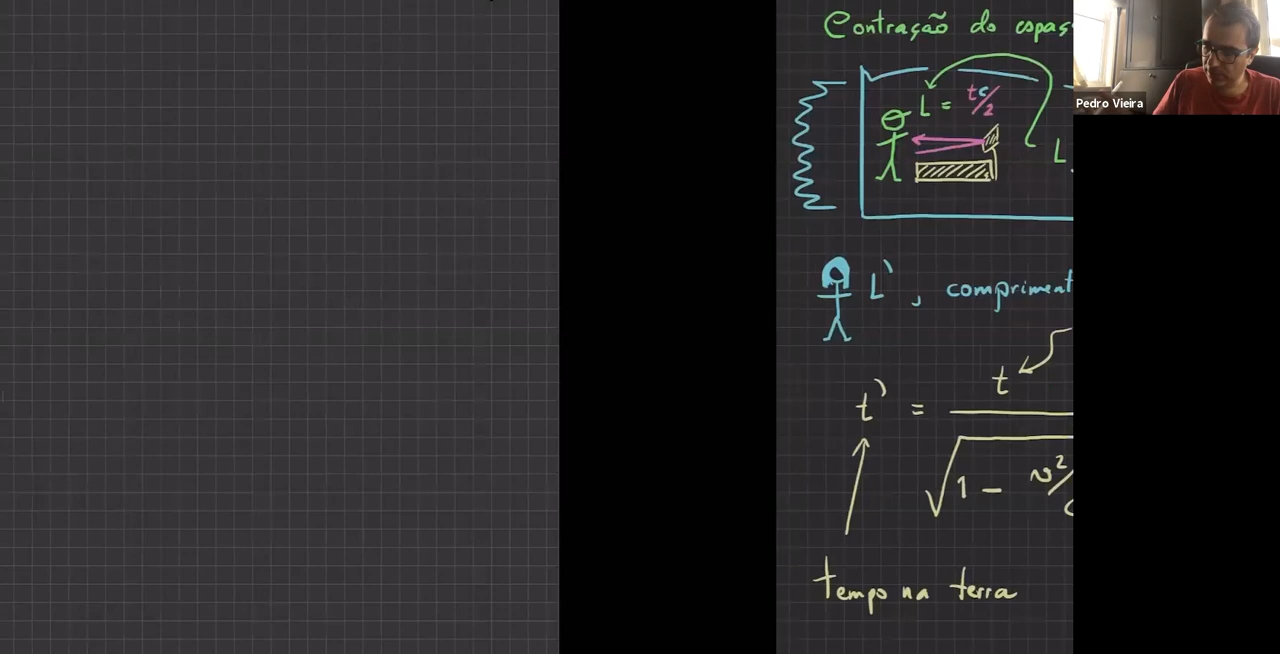 Contração do espaç
Pedro Vieira
L = tc/2
L
L', comprimento
t' = t
√1 - v²/c
tempo na terra